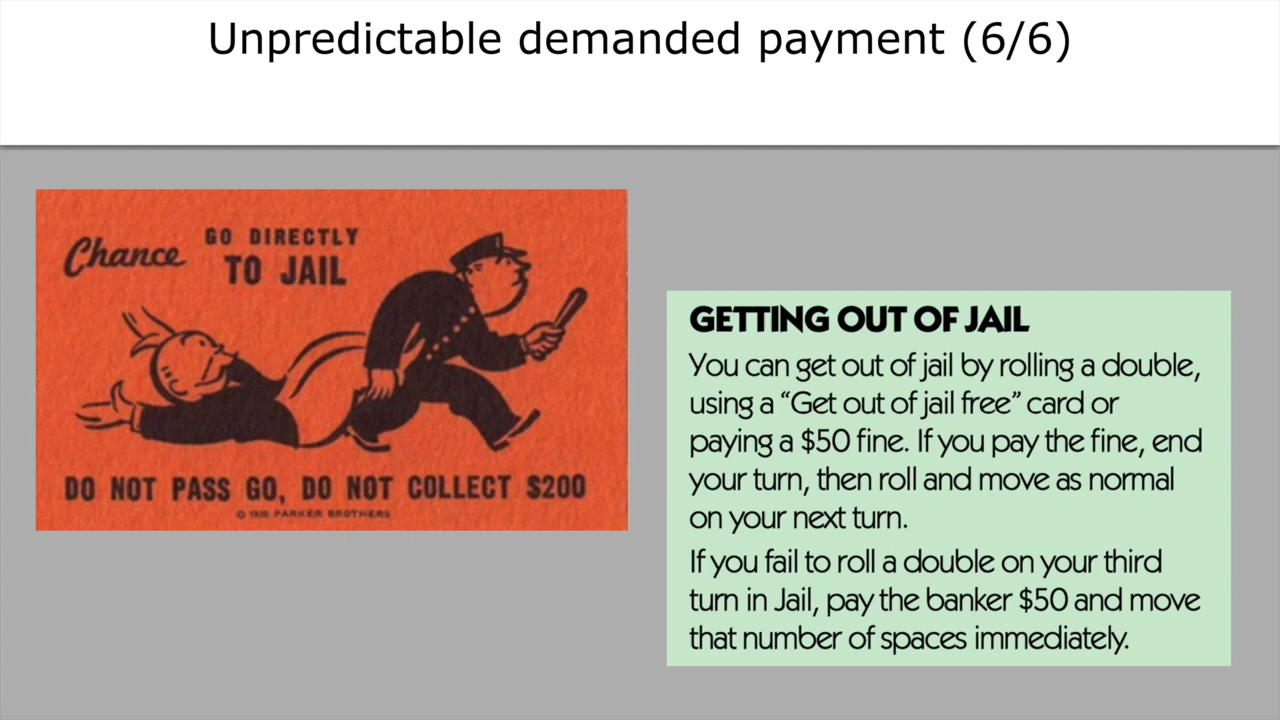 Unpredictable demanded payment (6/6)
Chance
GO DIRECTLY
TO JAIL
DO NOT PASS GO, DO NOT COLLECT $200
PARKER BROTHERS
GETTING OUT OF JAIL
You can get out of jail by rolling a double,
using a “Get out of jail free” card or
paying a $50 fine. If you pay the fine, end
your turn, then roll and move as normal
on your next turn.
If you fail to roll a double on your third
turn in Jail, pay the banker $50 and move
that number of spaces immediately.